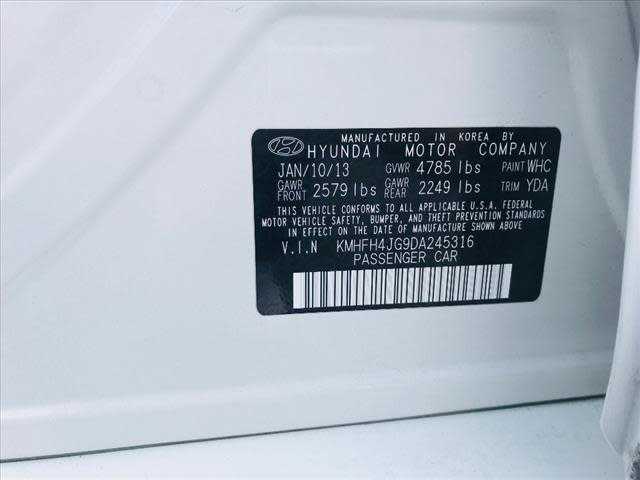 MANUFACTURED IN KOREA BY
HYUNDAI MOTOR COMPANY
JAN/10/13 GVWR 4785 lbs PAINT WHC
GAWR FRONT 2579 lbs GAWR REAR 2249 lbs TRIM YDA
THIS VEHICLE CONFORMS TO ALL APPLICABLE U.S.A. FEDERAL
MOTOR VEHICLE SAFETY, BUMPER, AND THEFT PREVENTION
STANDARDS IN EFFECT ON THE DATE OF MANUFACTURE SHOWN ABOVE.
V.I.N KMHFH4JG9DA245316
PASSENGER CAR